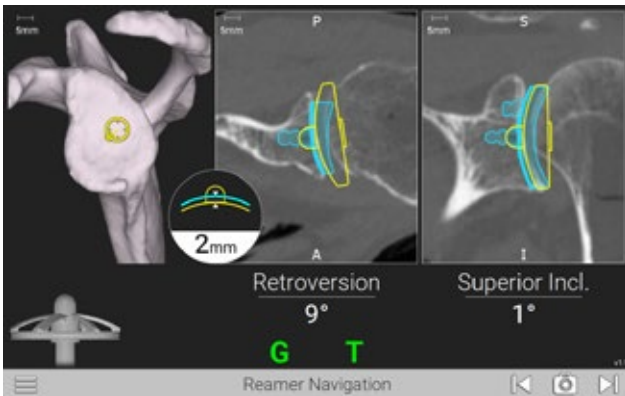 5mm
5mm
P
5mm
S
A
I
2mm
Retroversion
9°
Superior Incl.
1°
G T
Reamer Navigation